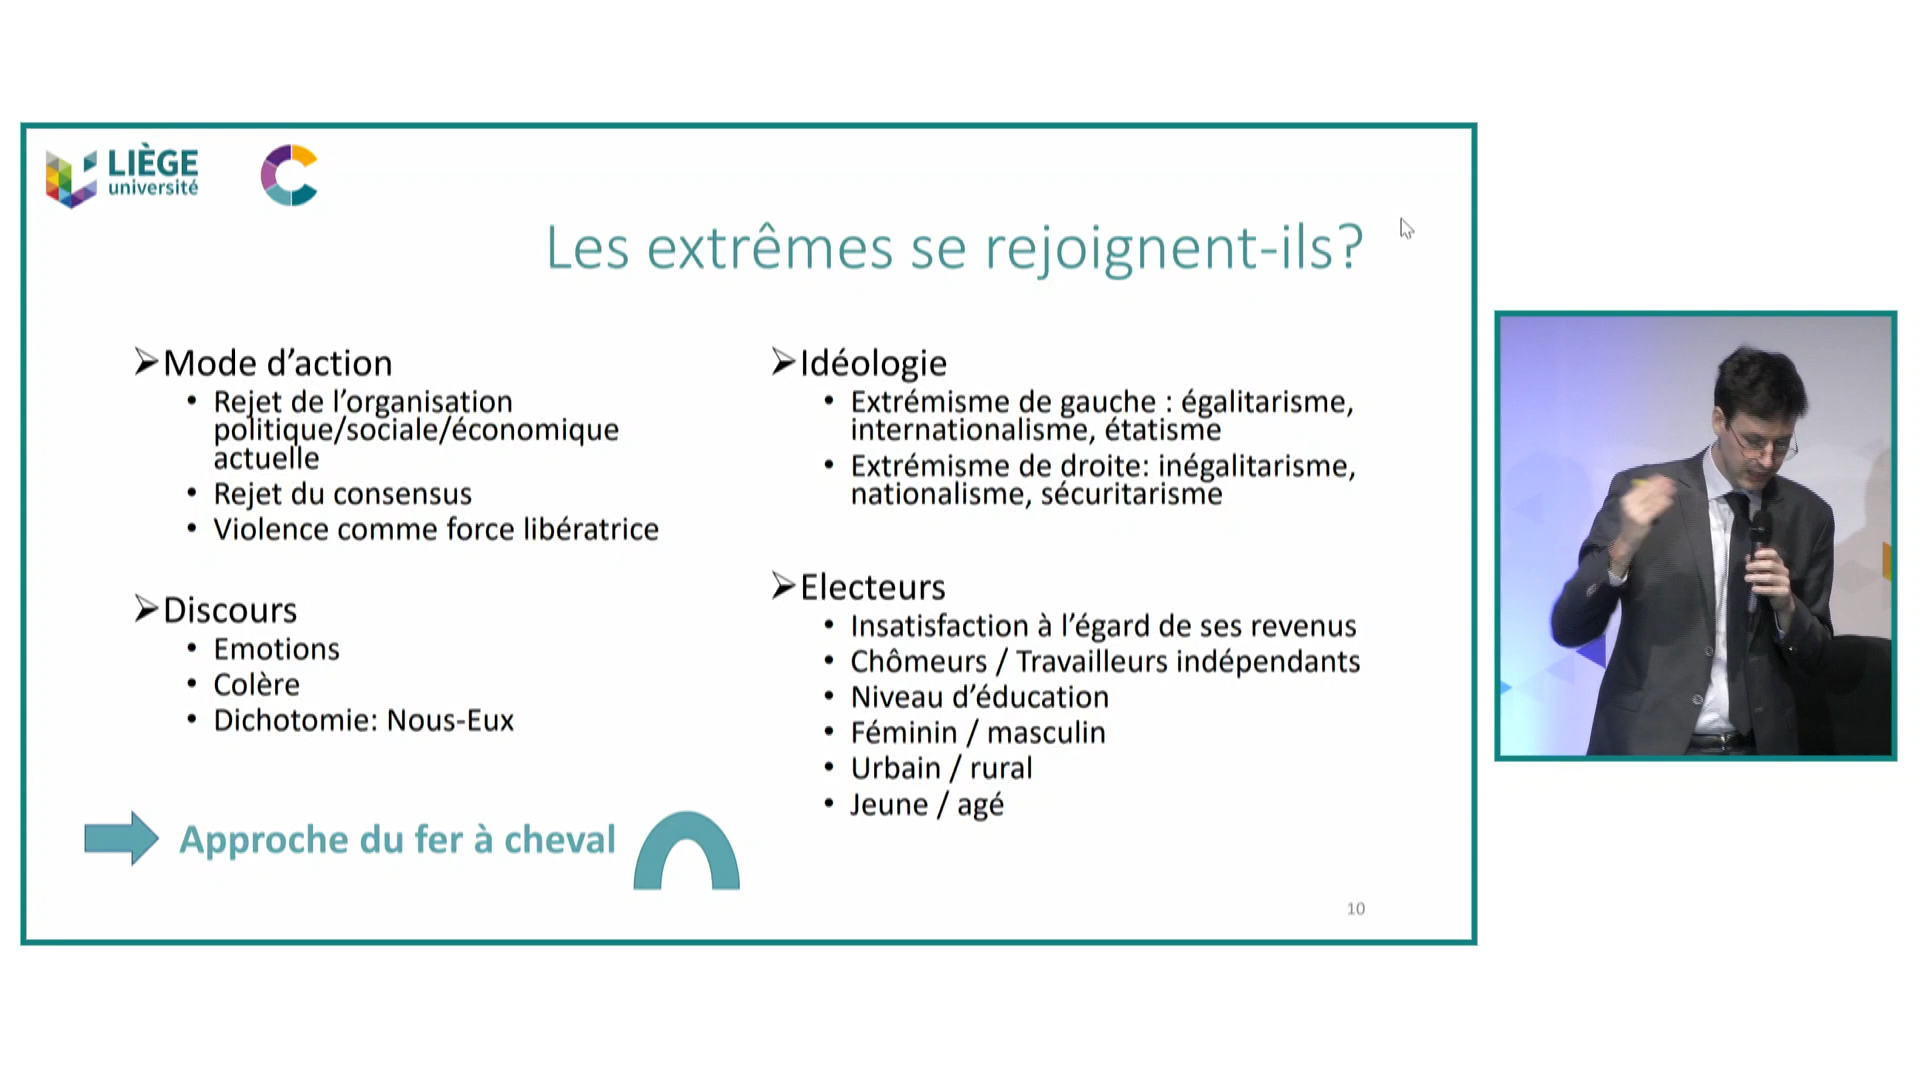 LIÈGE
université
Les extrêmes se rejoignent-ils?
Mode d’action
Rejet de l’organisation
politique/sociale/économique
actuelle
Rejet du consensus
Violence comme force libératrice
Discours
Emotions
Colère
Dichotomie: Nous-Eux
Approche du fer à cheval
Idéologie
Extrémisme de gauche : égalitarisme,
internationalisme, étatisme
Extrémisme de droite: inégalitarisme,
nationalisme, sécuritarisme
Electeurs
Insatisfaction à l’égard de ses revenus
Chômeurs / Travailleurs indépendants
Niveau d’éducation
Féminin / masculin
Urbain / rural
Jeune / agé
10